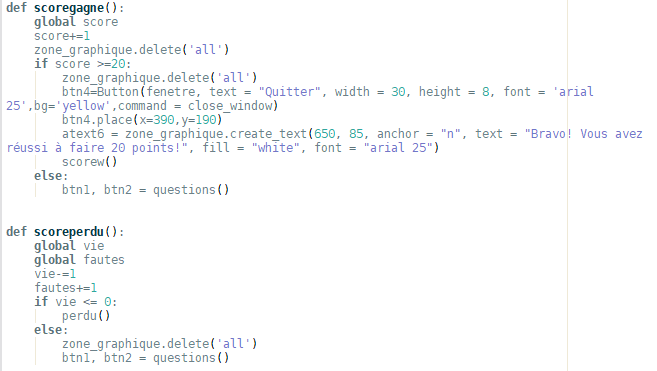 def scoregagne():
    global score
    score+=1
    zone_graphique.delete('all')
    if score >=20:
        zone_graphique.delete('all')
        btn4=Button(fenetre, text = "Quitter", width = 30, height = 8, font = 'arial
25',bg='yellow',command = close_window)
        btn4.place(x=390,y=190)
        atext6 = zone_graphique.create_text(650, 85, anchor = "n", text = "Bravo! Vous avez
réussi à faire 20 points!", fill = "white", font = "arial 25")
        scorew()
    else:
        btn1, btn2 = questions()
def scoreperdu():
    global vie
    global fautes
    vie-=1
    fautes+=1
    if vie <= 0:
        perdu()
    else:
        zone_graphique.delete('all')
        btn1, btn2 = questions()